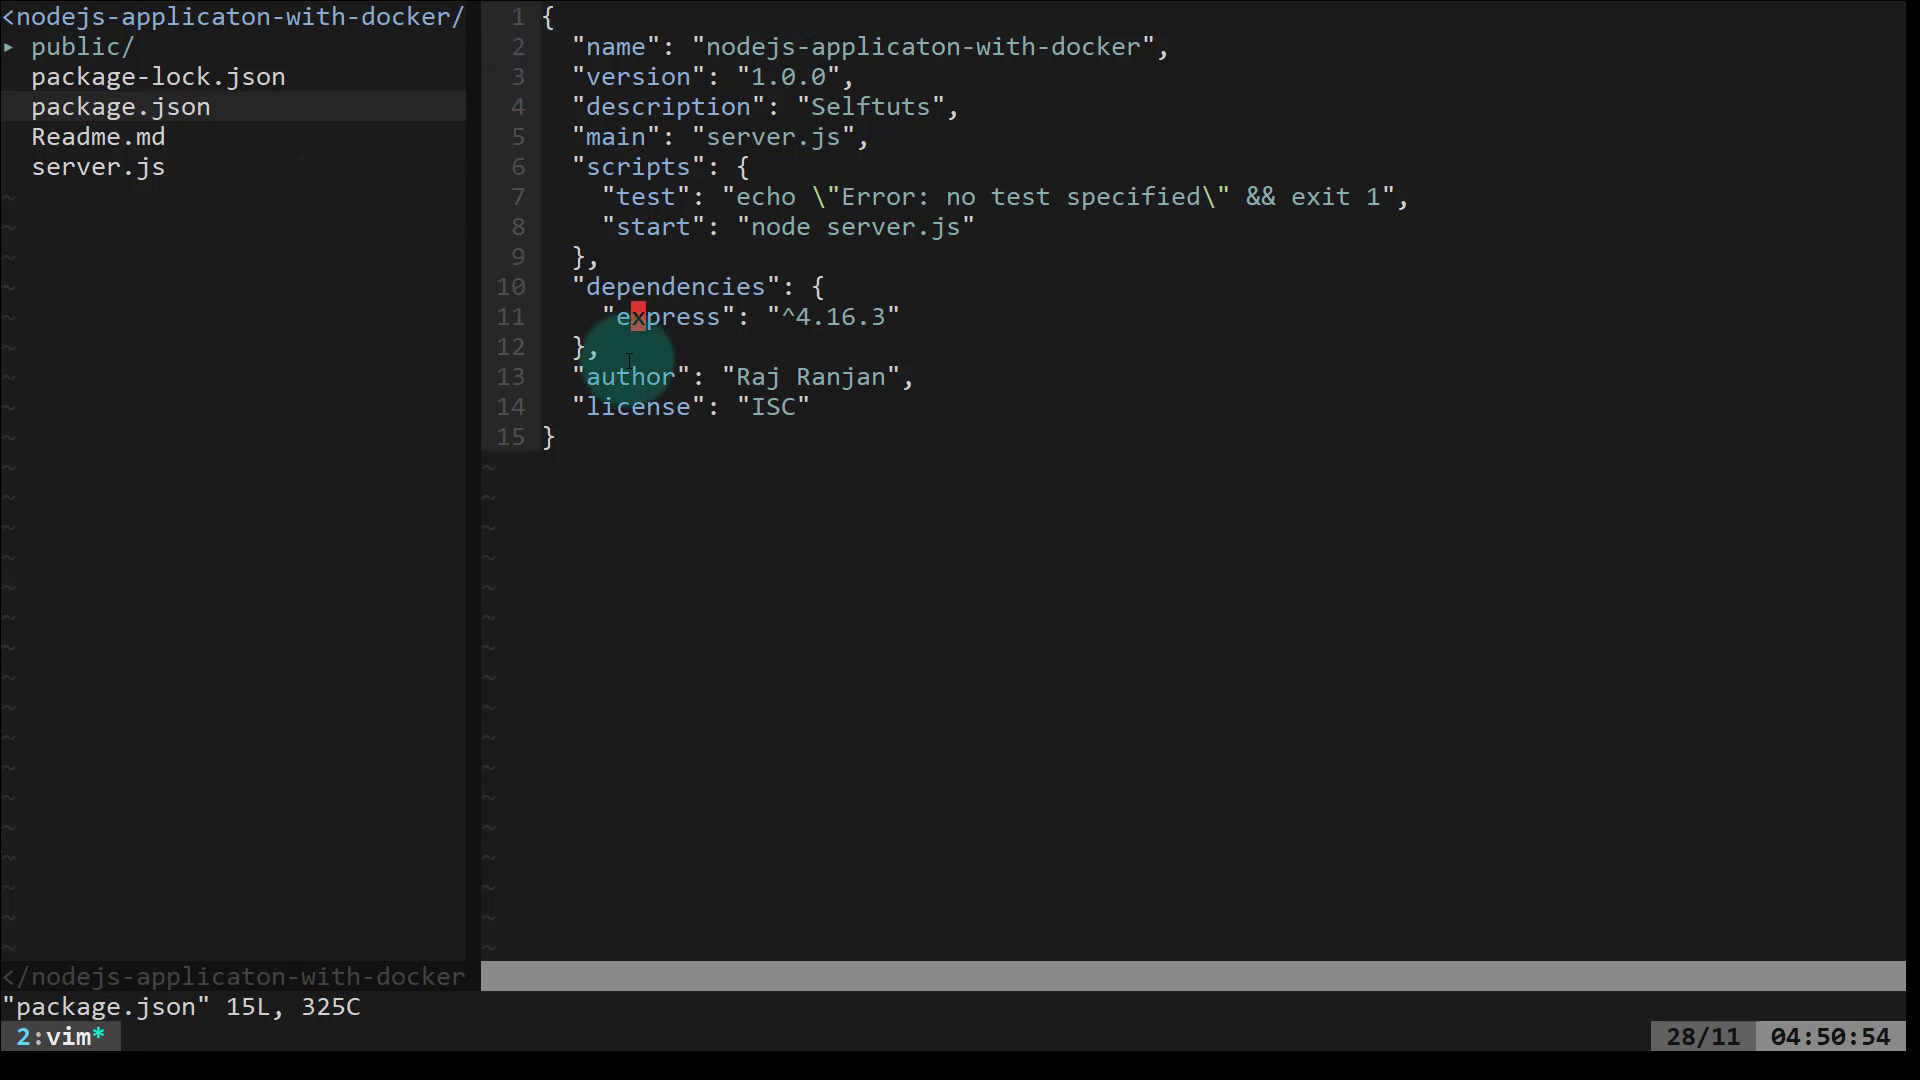 <nodejs-applicaton-with-docker/
▸ public/
package-lock.json
package.json
Readme.md
server.js
1 {
2 "name": "nodejs-applicaton-with-docker",
3 "version": "1.0.0",
4 "description": "Selftuts",
5 "main": "server.js",
6 "scripts": {
7 "test": "echo \"Error: no test specified\" && exit 1",
8 "start": "node server.js"
9 },
10 "dependencies": {
11 "express": "^4.16.3"
12 },
13 "author": "Raj Ranjan",
14 "license": "ISC"
15 }
</nodejs-applicaton-with-docker
"package.json" 15L, 325C
2:vim* 28/11 04:50:54